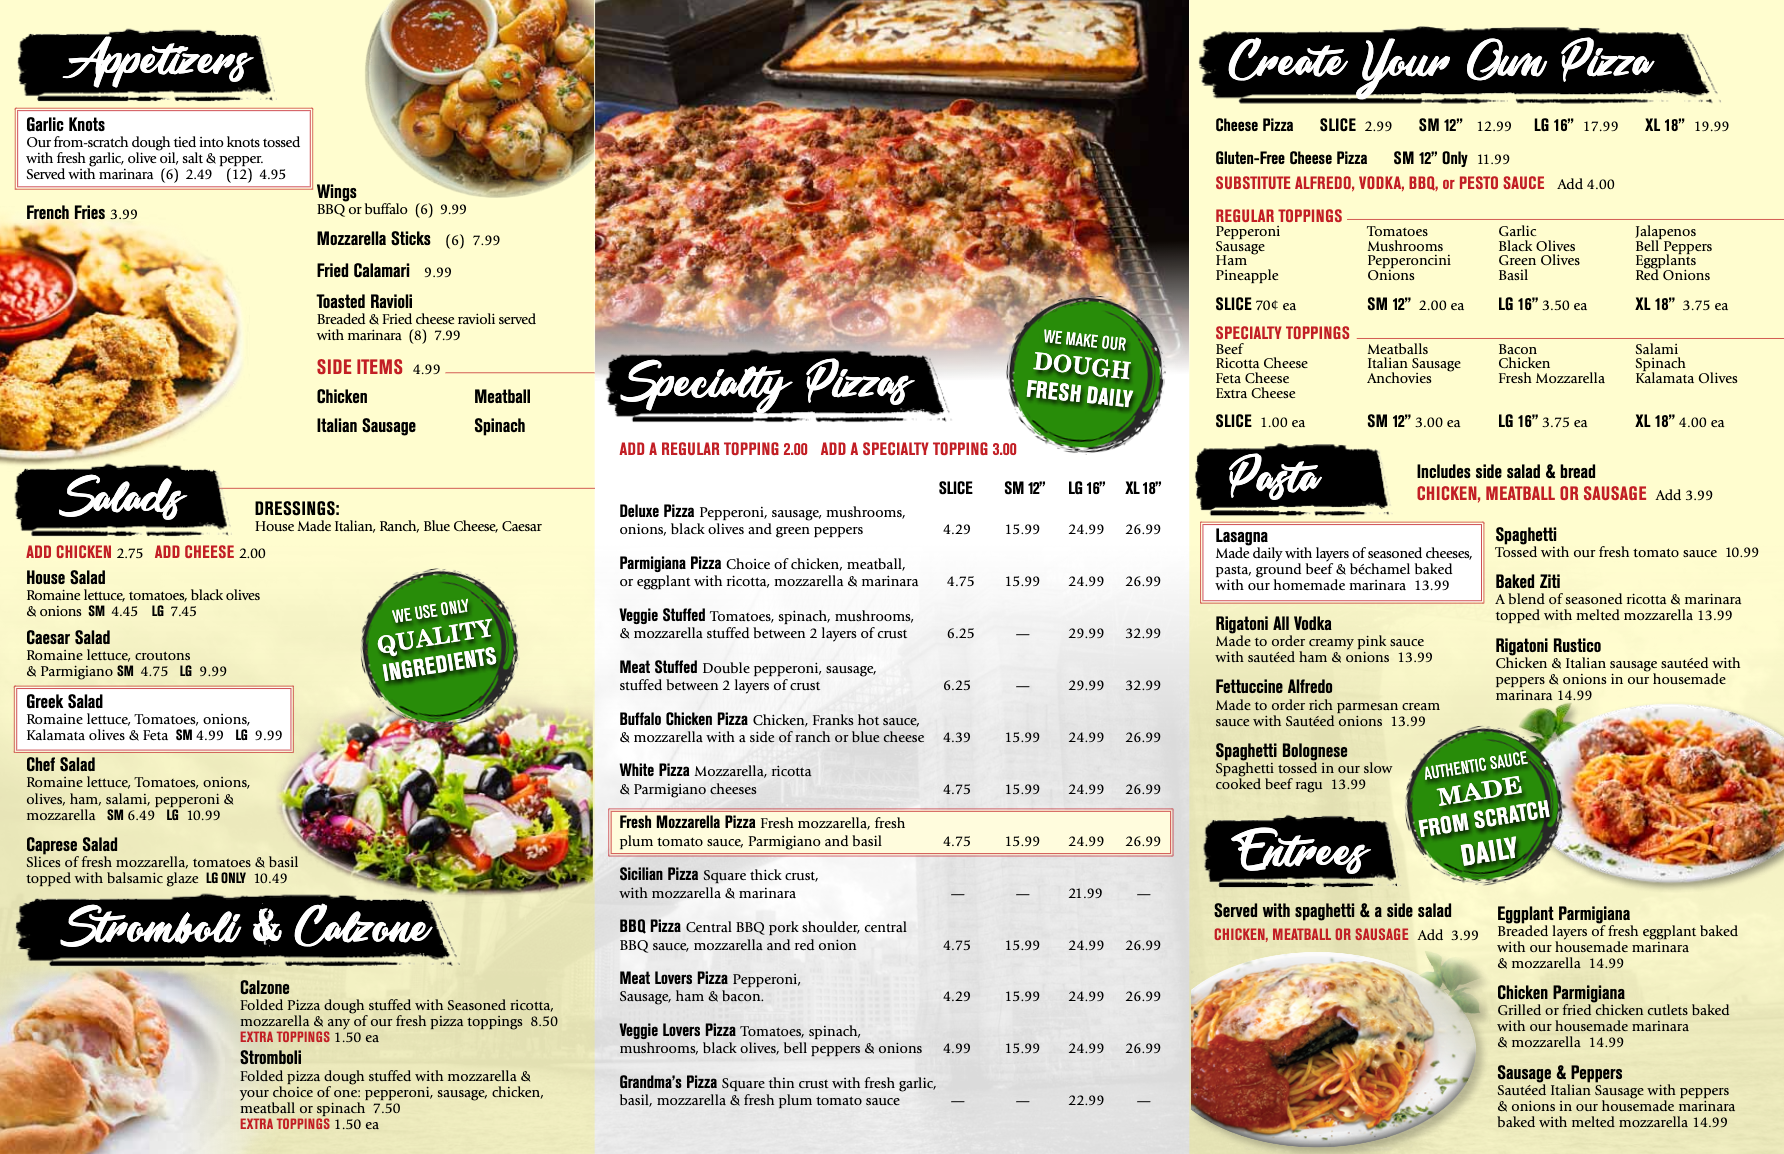 Appetizers
Garlic Knots
Our from-scratch dough tied into knots tossed
with fresh garlic, olive oil, salt & pepper.
Served with marinara (6) 2.49 (12) 4.95
French Fries 3.99
Wings
BBQ or buffalo (6) 9.99
Mozzarella Sticks (6) 7.99
Fried Calamari 9.99
Toasted Ravioli
Breaded & Fried cheese ravioli served
with marinara (8) 7.99
SIDE ITEMS 4.99
Chicken Meatball
Italian Sausage Spinach
Salads
DRESSINGS:
House Made Italian, Ranch, Blue Cheese, Caesar
ADD CHICKEN 2.75 ADD CHEESE 2.00
House Salad
Romaine lettuce, tomatoes, black olives
& onions SM 4.45 LG 7.45
Caesar Salad
Romaine lettuce, croutons
& Parmigiano SM 4.75 LG 9.99
Greek Salad
Romaine lettuce, Tomatoes, onions,
Kalamata olives & Feta SM 4.99 LG 9.99
Chef Salad
Romaine lettuce, Tomatoes, onions,
olives, ham, salami, pepperoni &
mozzarella SM 6.49 LG 10.99
Caprese Salad
Slices of fresh mozzarella, tomatoes & basil
topped with balsamic glaze LG ONLY 10.49
WE USE ONLY
QUALITY
INGREDIENTS
Stromboli & Calzone
Calzone
Folded Pizza dough stuffed with Seasoned ricotta,
mozzarella & any of our fresh pizza toppings 8.50
EXTRA TOPPINGS 1.50 ea
Stromboli
Folded pizza dough stuffed with mozzarella &
your choice of one: pepperoni, sausage, chicken,
meatball or spinach 7.50
EXTRA TOPPINGS 1.50 ea
WE MAKE OUR
DOUGH
FRESH DAILY
Specialty Pizzas
ADD A REGULAR TOPPING 2.00 ADD A SPECIALTY TOPPING 3.00
SLICE SM 12” LG 16” XL 18”
Deluxe Pizza Pepperoni, sausage, mushrooms,
onions, black olives and green peppers 4.29 15.99 24.99 26.99
Parmigiana Pizza Choice of chicken, meatball,
or eggplant with ricotta, mozzarella & marinara 4.75 15.99 24.99 26.99
Veggie Stuffed Tomatoes, spinach, mushrooms,
& mozzarella stuffed between 2 layers of crust 6.25 — 29.99 32.99
Meat Stuffed Double pepperoni, sausage,
stuffed between 2 layers of crust 6.25 — 29.99 32.99
Buffalo Chicken Pizza Chicken, Franks hot sauce,
& mozzarella with a side of ranch or blue cheese 4.39 15.99 24.99 26.99
White Pizza Mozzarella, ricotta
& Parmigiano cheeses 4.75 15.99 24.99 26.99
Fresh Mozzarella Pizza Fresh mozzarella, fresh
plum tomato sauce, Parmigiano and basil 4.75 15.99 24.99 26.99
Sicilian Pizza Square thick crust,
with mozzarella & marinara — — 21.99 —
BBQ Pizza Central BBQ pork shoulder, central
BBQ sauce, mozzarella and red onion 4.75 15.99 24.99 26.99
Meat Lovers Pizza Pepperoni,
Sausage, ham & bacon. 4.29 15.99 24.99 26.99
Veggie Lovers Pizza Tomatoes, spinach,
mushrooms, black olives, bell peppers & onions 4.99 15.99 24.99 26.99
Grandma’s Pizza Square thin crust with fresh garlic,
basil, mozzarella & fresh plum tomato sauce — — 22.99 —
Create Your Own Pizza
Cheese Pizza SLICE 2.99 SM 12” 12.99 LG 16” 17.99 XL 18” 19.99
Gluten-Free Cheese Pizza SM 12” Only 11.99
SUBSTITUTE ALFREDO, VODKA, BBQ, or PESTO SAUCE Add 4.00
REGULAR TOPPINGS
Pepperoni Tomatoes Garlic Jalapenos
Sausage Mushrooms Black Olives Bell Peppers
Ham Pepperoncini Green Olives Eggplants
Pineapple Onions Basil Red Onions
SLICE 70¢ ea SM 12” 2.00 ea LG 16” 3.50 ea XL 18” 3.75 ea
SPECIALTY TOPPINGS
Beef Meatballs Bacon Salami
Ricotta Cheese Italian Sausage Chicken Spinach
Feta Cheese Anchovies Fresh Mozzarella Kalamata Olives
Extra Cheese
SLICE 1.00 ea SM 12” 3.00 ea LG 16” 3.75 ea XL 18” 4.00 ea
Pasta
Includes side salad & bread
CHICKEN, MEATBALL OR SAUSAGE Add 3.99
Lasagna
Made daily with layers of seasoned cheeses,
pasta, ground beef & béchamel baked
with our homemade marinara 13.99
Rigatoni All Vodka
Made to order creamy pink sauce
with sautéed ham & onions 13.99
Fettuccine Alfredo
Made to order rich parmesan cream
sauce with Sautéed onions 13.99
Spaghetti Bolognese
Spaghetti tossed in our slow
cooked beef ragu 13.99
Spaghetti
Tossed with our fresh tomato sauce 10.99
Baked Ziti
A blend of seasoned ricotta & marinara
topped with melted mozzarella 13.99
Rigatoni Rustico
Chicken & Italian sausage sautéed with
peppers & onions in our housemade
marinara 14.99
AUTHENTIC SAUCE
MADE
FROM SCRATCH
DAILY
Entrees
Served with spaghetti & a side salad
CHICKEN, MEATBALL OR SAUSAGE Add 3.99
Eggplant Parmigiana
Breaded layers of fresh eggplant baked
with our housemade marinara
& mozzarella 14.99
Chicken Parmigiana
Grilled or fried chicken cutlets baked
with our housemade marinara
& mozzarella 14.99
Sausage & Peppers
Sautéed Italian Sausage with peppers
& onions in our housemade marinara
baked with melted mozzarella 14.99